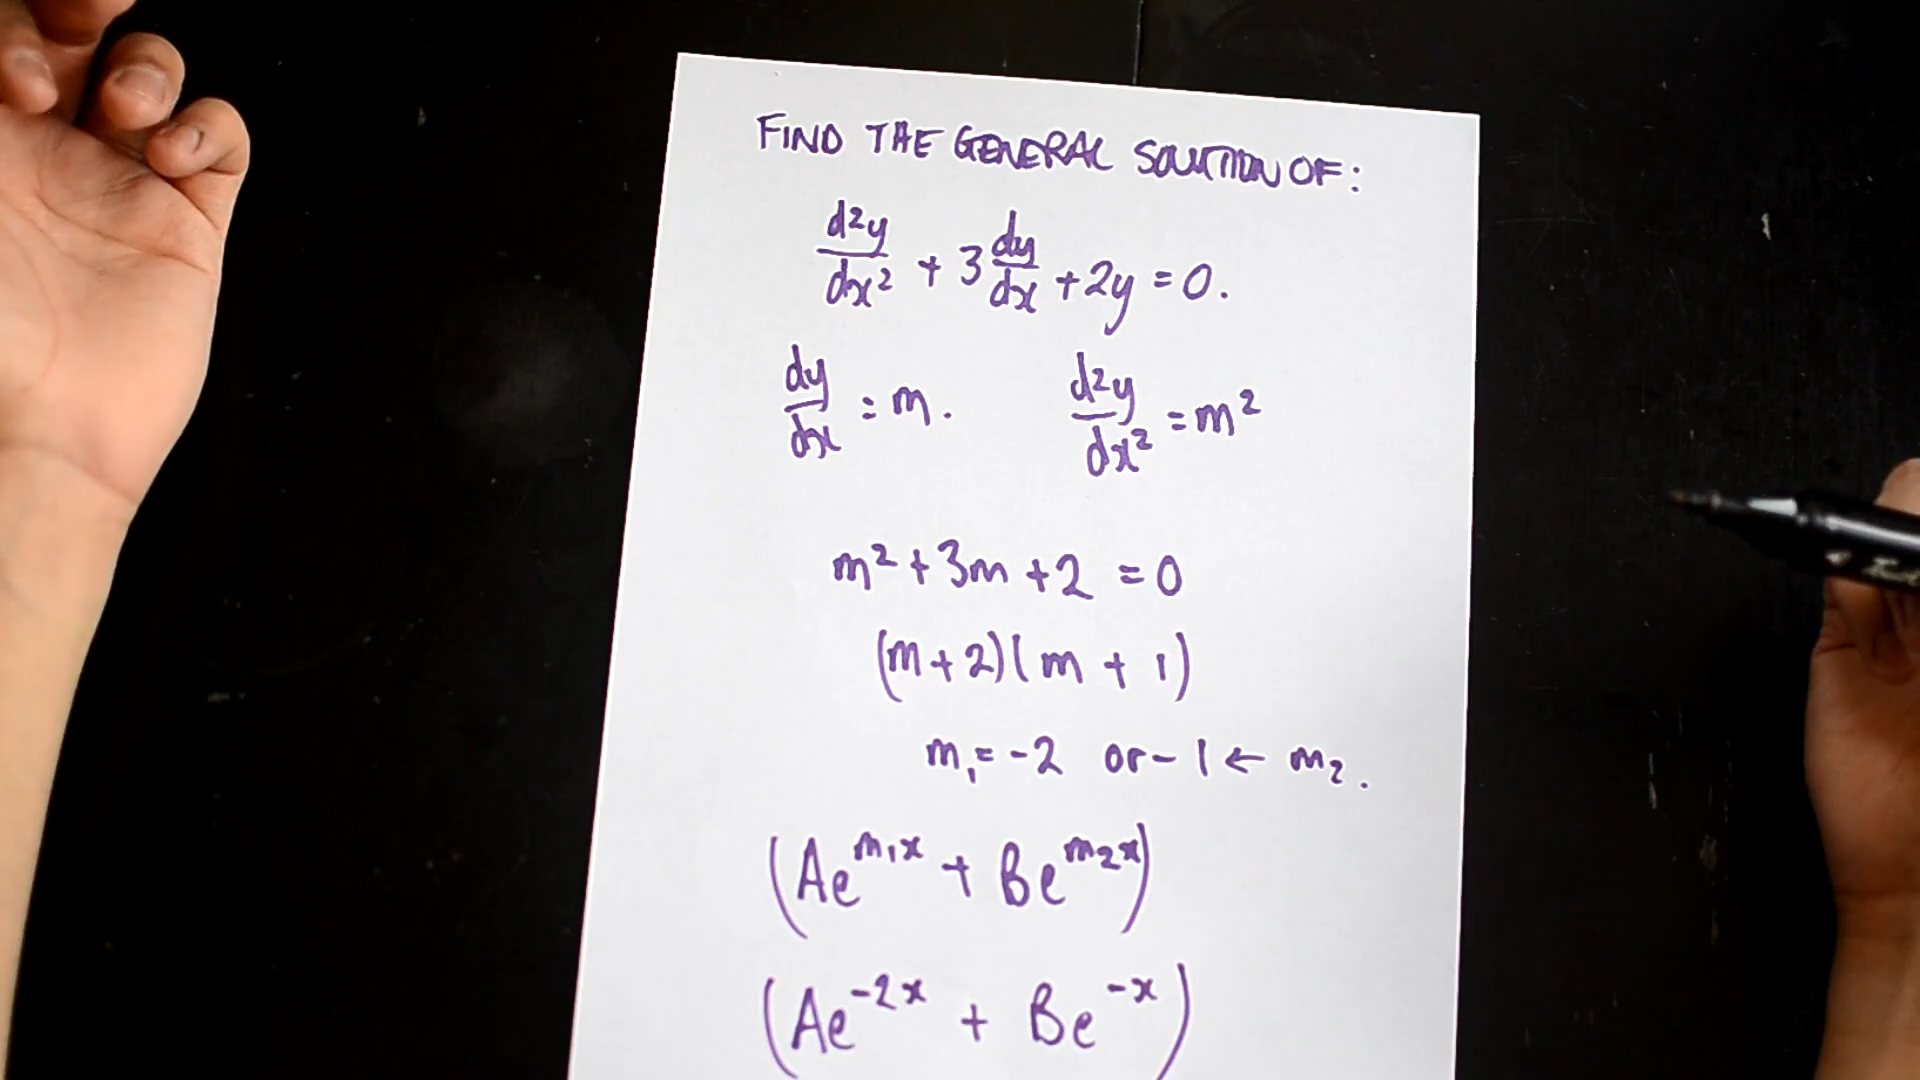 FIND THE GENERAL SOLUTION OF:
d²y/dx² + 3 dy/dx + 2y = 0.
dy/dx = m. d²y/dx² = m²
m² + 3m + 2 = 0
(m + 2)(m + 1)
m₁ = -2 or -1 ← m₂.
(Ae^m₁x + Be^m₂x)
(Ae^-2x + Be^-x)